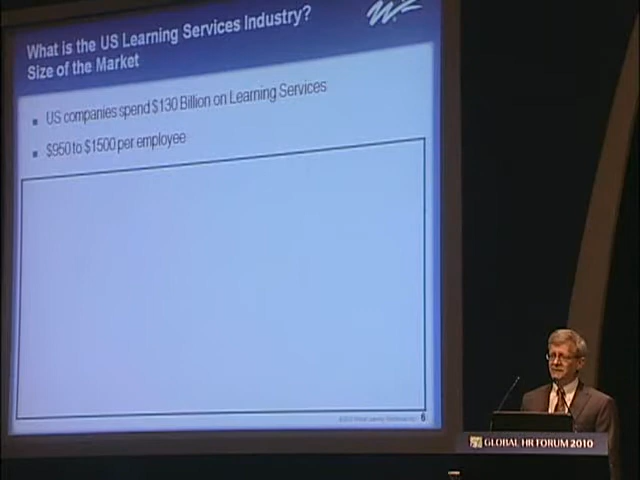 What is the US Learning Services Industry?
Size of the Market
US companies spend $130 Billion on Learning Services
$950 to $1500 per employee
6
GLOBAL HR FORUM 2010